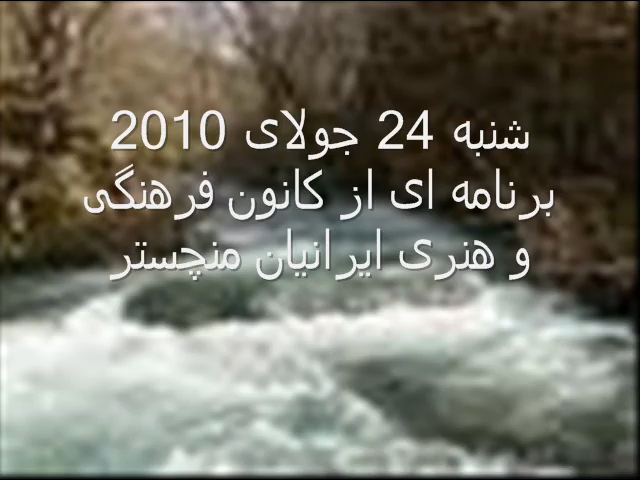 شنبه 24 جولای 2010
برنامه ای از کانون فرهنگی
و هنری ایرانیان منچستر